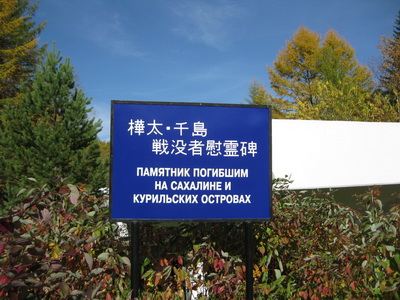 樺太・千島
戦没者慰霊碑
ПАМЯТНИК ПОГИБШИМ
НА САХАЛИНЕ И
КУРИЛЬСКИХ ОСТРОВАХ